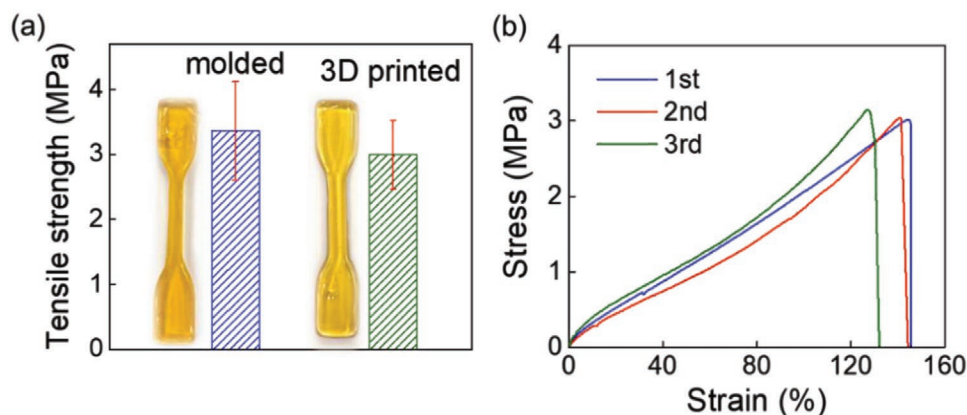 (a)
molded
3D printed
Tensile strength (MPa)
4
3
2
1
0
(b)
1st
2nd
3rd
Stress (MPa)
4
3
2
1
0
0 40 80 120 160
Strain (%)